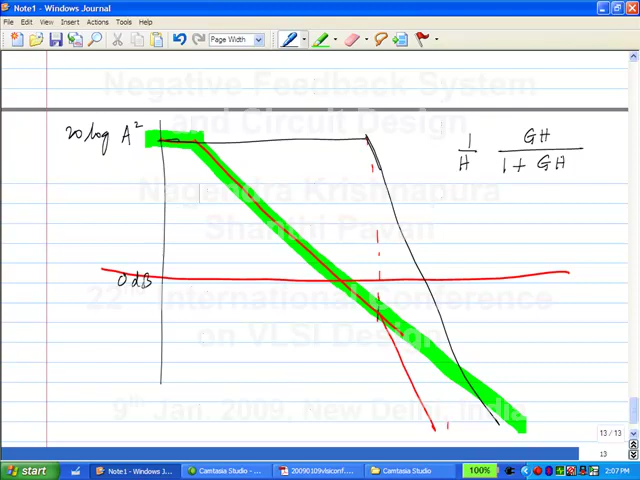 Note1 - Windows Journal
File Edit View Insert Actions Tools Help
Page Width
Negative Feedback System
and Circuit Design
Nagendra Krishnapura
Shanthi Pavan
22nd International Conference
on VLSI Design
9th Jan. 2009, New Delhi, India
20 log A²
1/H GH/(1 + GH)
0 dB
13 / 13
start
Note1 - Windows Jo...
Camtasia Studio - ...
20090109vlsiconf....
Camtasia Studio
100%
2:07 PM